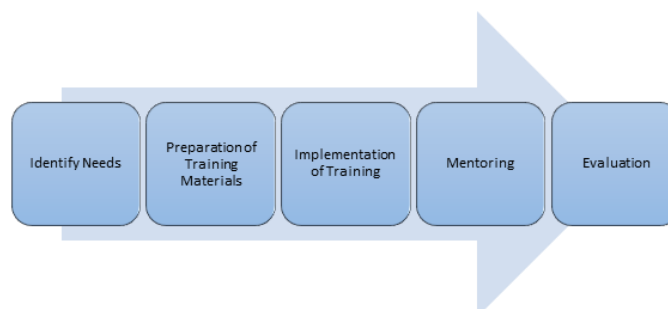 Identify Needs
Preparation of
Training
Materials
Implementation
of Training
Mentoring
Evaluation